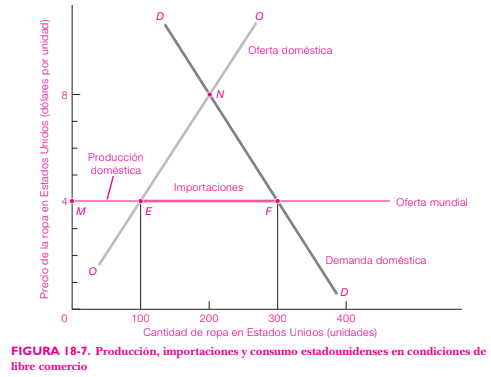 Precio de la ropa en Estados Unidos (dólares por unidad)
D
O
Oferta doméstica
8
N
Producción
doméstica
Importaciones
4
M
E
F
Oferta mundial
Demanda doméstica
O
D
0
100
200
300
400
Cantidad de ropa en Estados Unidos (unidades)
FIGURA 18-7. Producción, importaciones y consumo estadounidenses en condiciones de
libre comercio